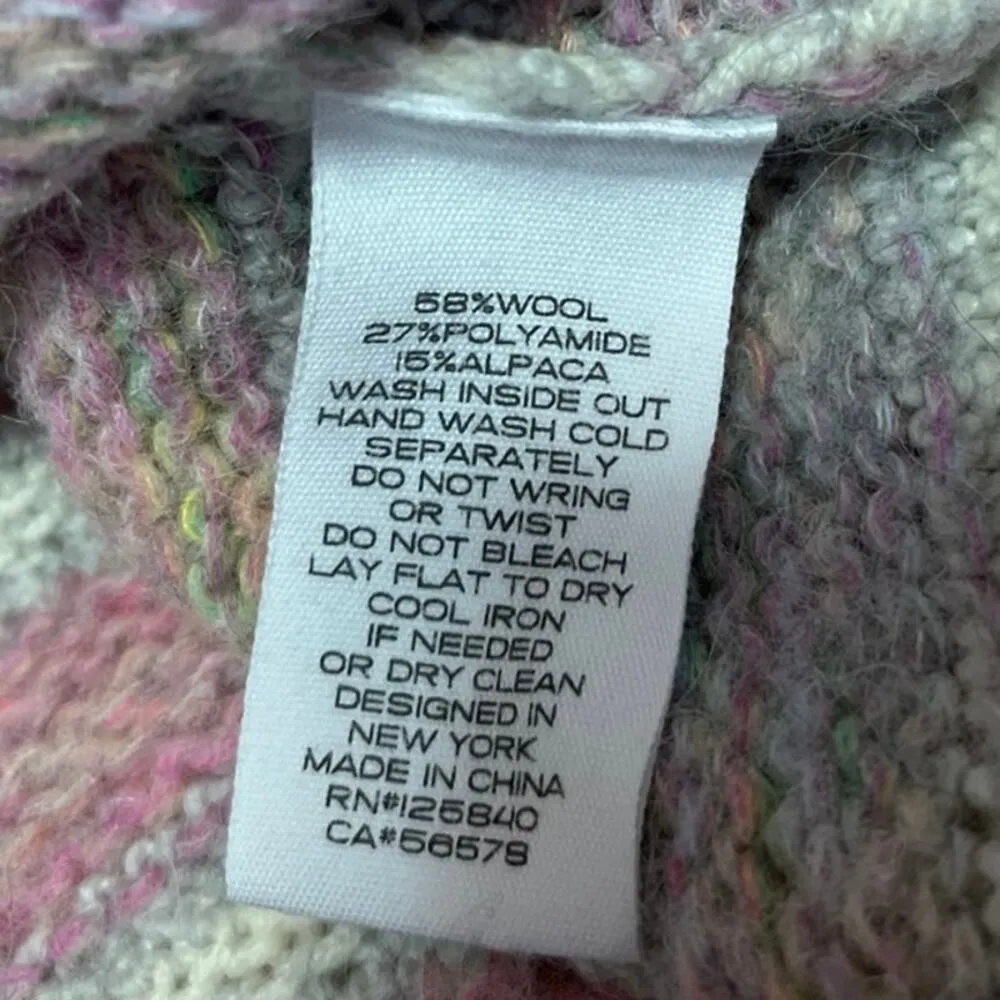 58%WOOL
27%POLYAMIDE
15%ALPACA
WASH INSIDE OUT
HAND WASH COLD
SEPARATELY
DO NOT WRING
OR TWIST
DO NOT BLEACH
LAY FLAT TO DRY
COOL IRON
IF NEEDED
OR DRY CLEAN
DESIGNED IN
NEW YORK
MADE IN CHINA
RN#125840
CA#56578